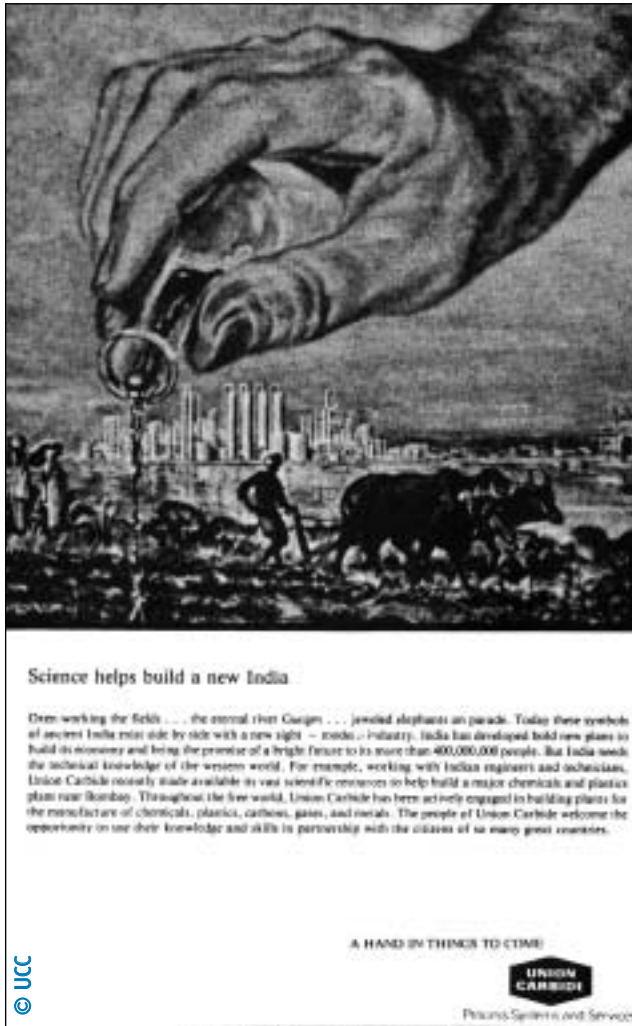 Science helps build a new India
Oxen working the fields . . . the eternal river Ganges . . . jeweled elephants on parade. Today these symbols
of ancient India exist side by side with a new sight – modern industry. India has developed bold new plans to
build its economy and bring the promise of a bright future to its more than 400,000,000 people. But India needs
the technical knowledge of the western world. For example, working with Indian engineers and technicians,
Union Carbide recently made available its vast scientific resources to help build a major chemicals and plastics
plant near Bombay. Throughout the free world, Union Carbide has been actively engaged in building plants for
the manufacture of chemicals, plastics, carbons, gases, and metals. The people of Union Carbide welcome the
opportunity to use their knowledge and skills in partnership with the citizens of so many great countries.
A HAND IN THINGS TO COME
UNION
CARBIDE
Process Systems and Services
© UCC